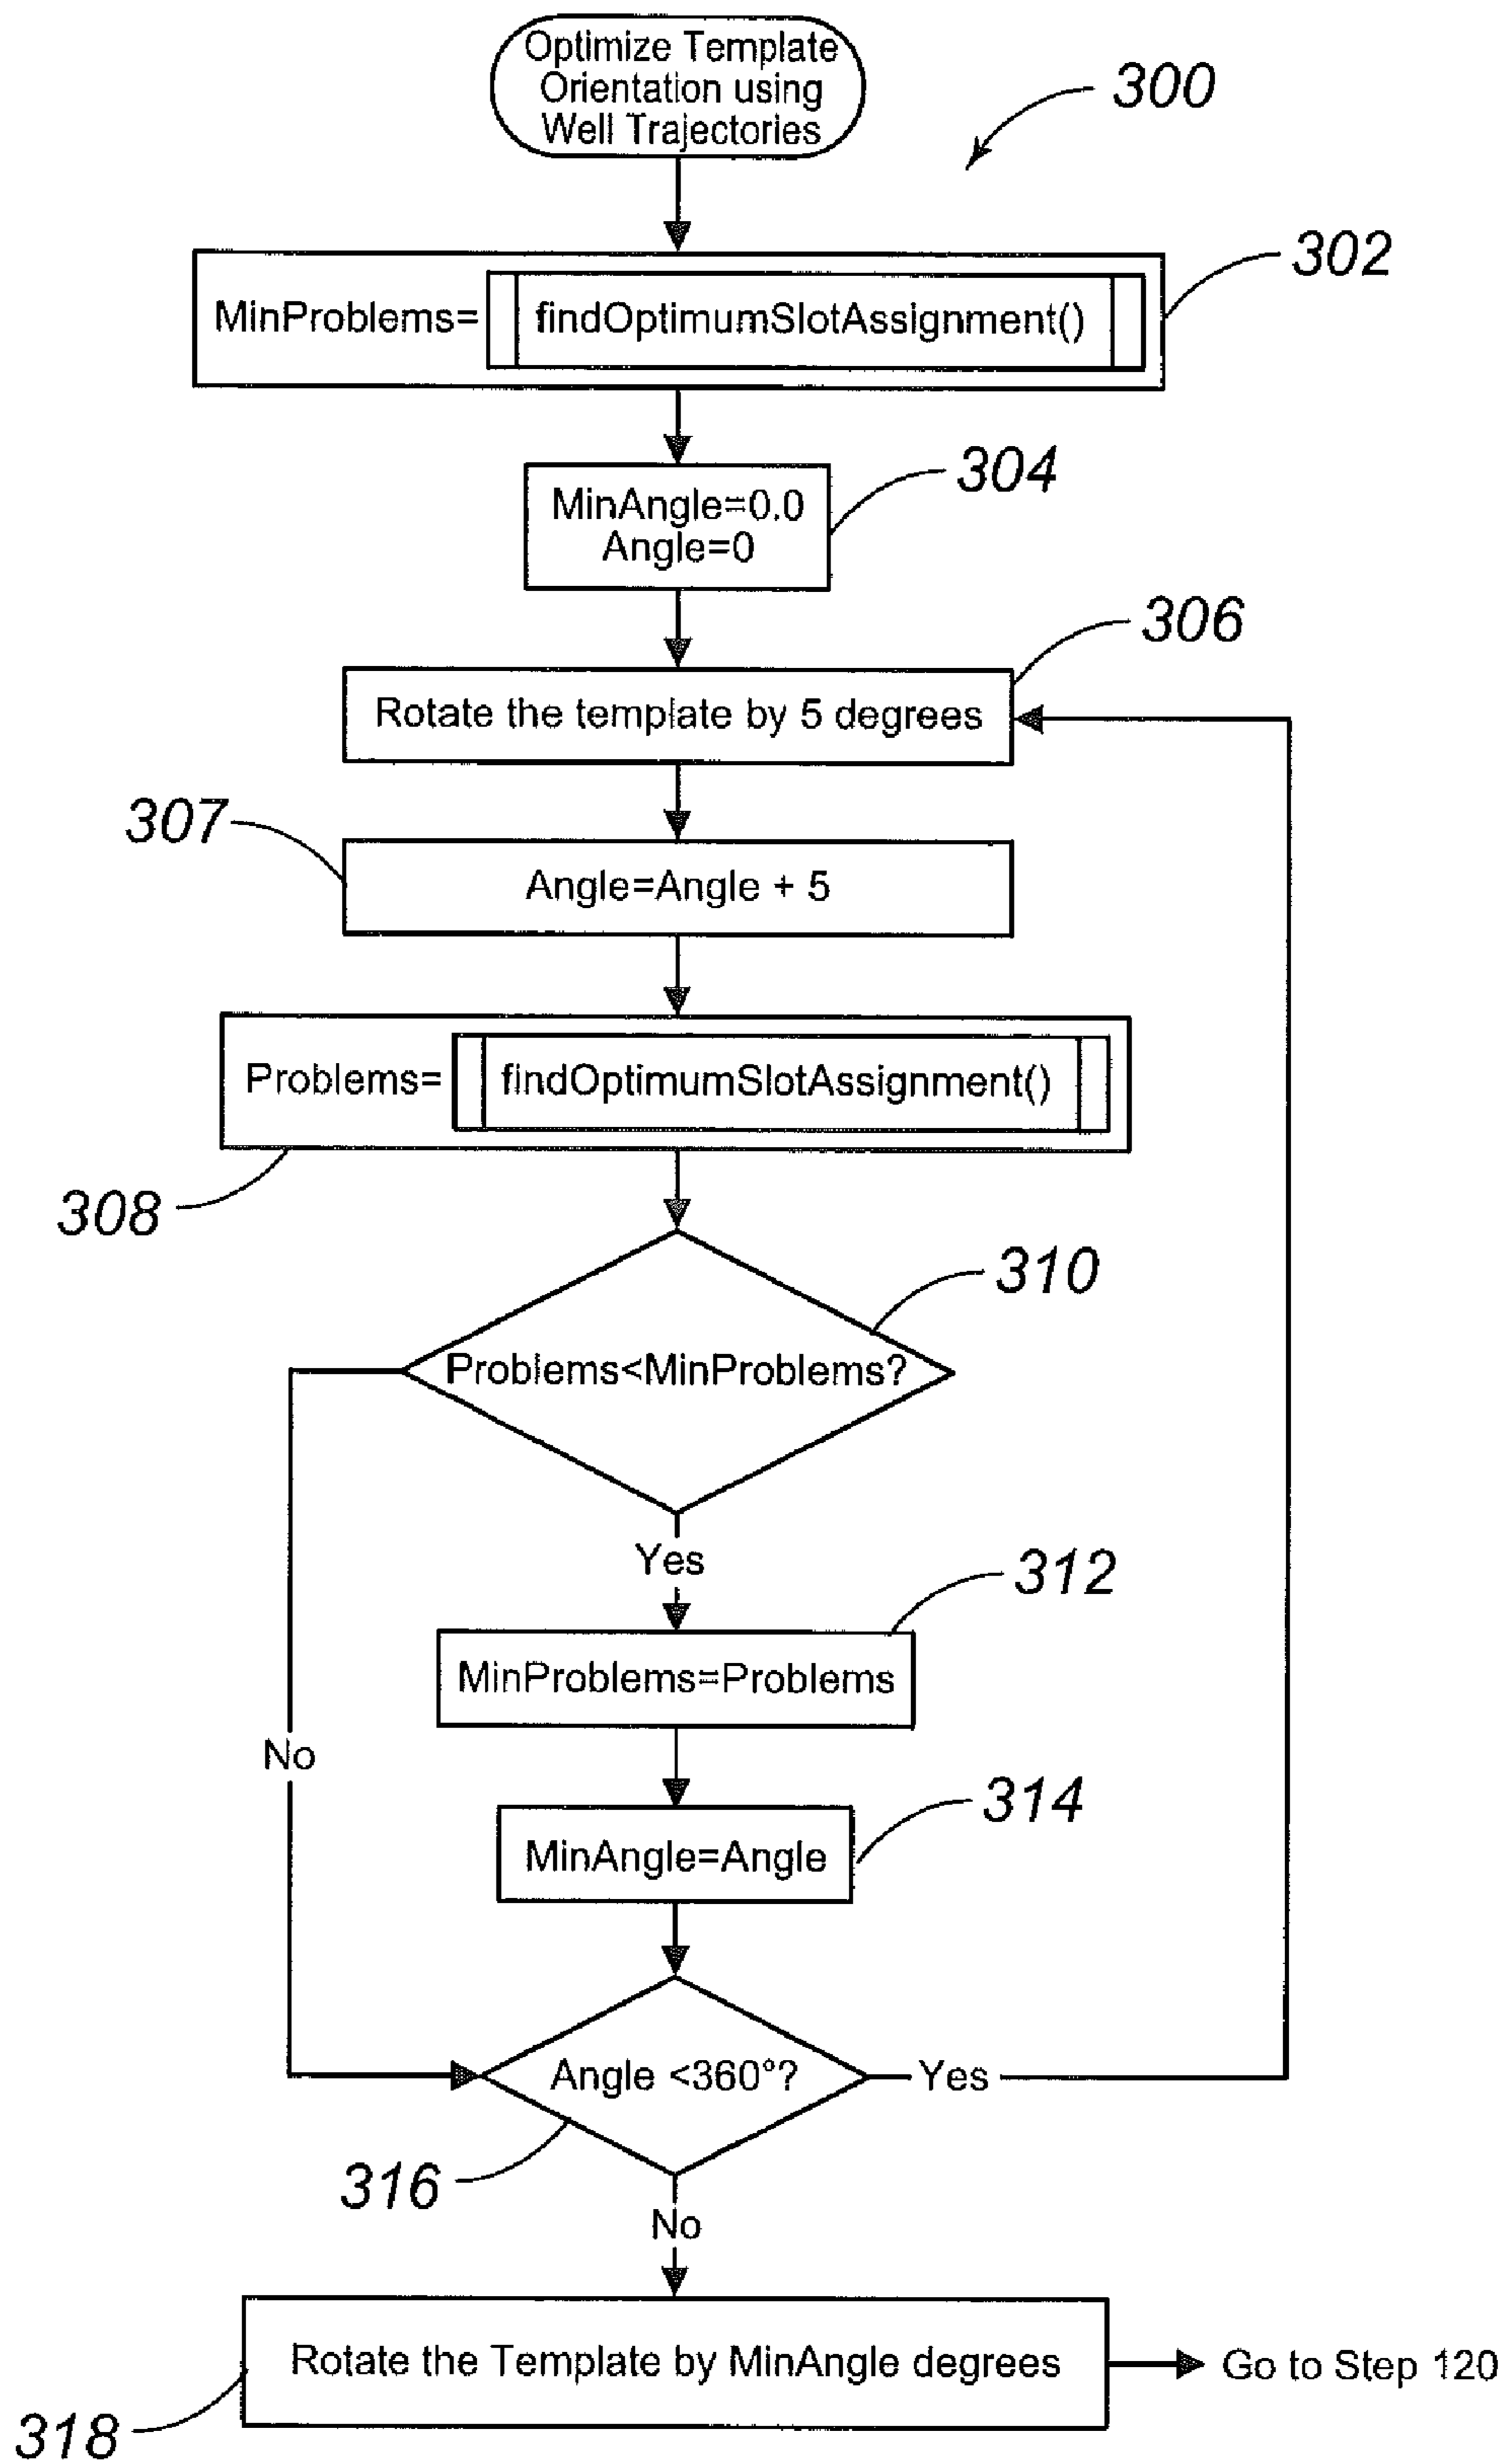 Optimize Template
Orientation using
Well Trajectories
300
MinProblems= findOptimumSlotAssignment()
302
MinAngle=0.0
Angle=0
304
306
Rotate the template by 5 degrees
307
Angle=Angle + 5
Problems= findOptimumSlotAssignment()
308
310
Problems<MinProblems?
Yes
312
MinProblems=Problems
No
314
MinAngle=Angle
Angle <360°?
Yes
316
No
Rotate the Template by MinAngle degrees
Go to Step 120
318